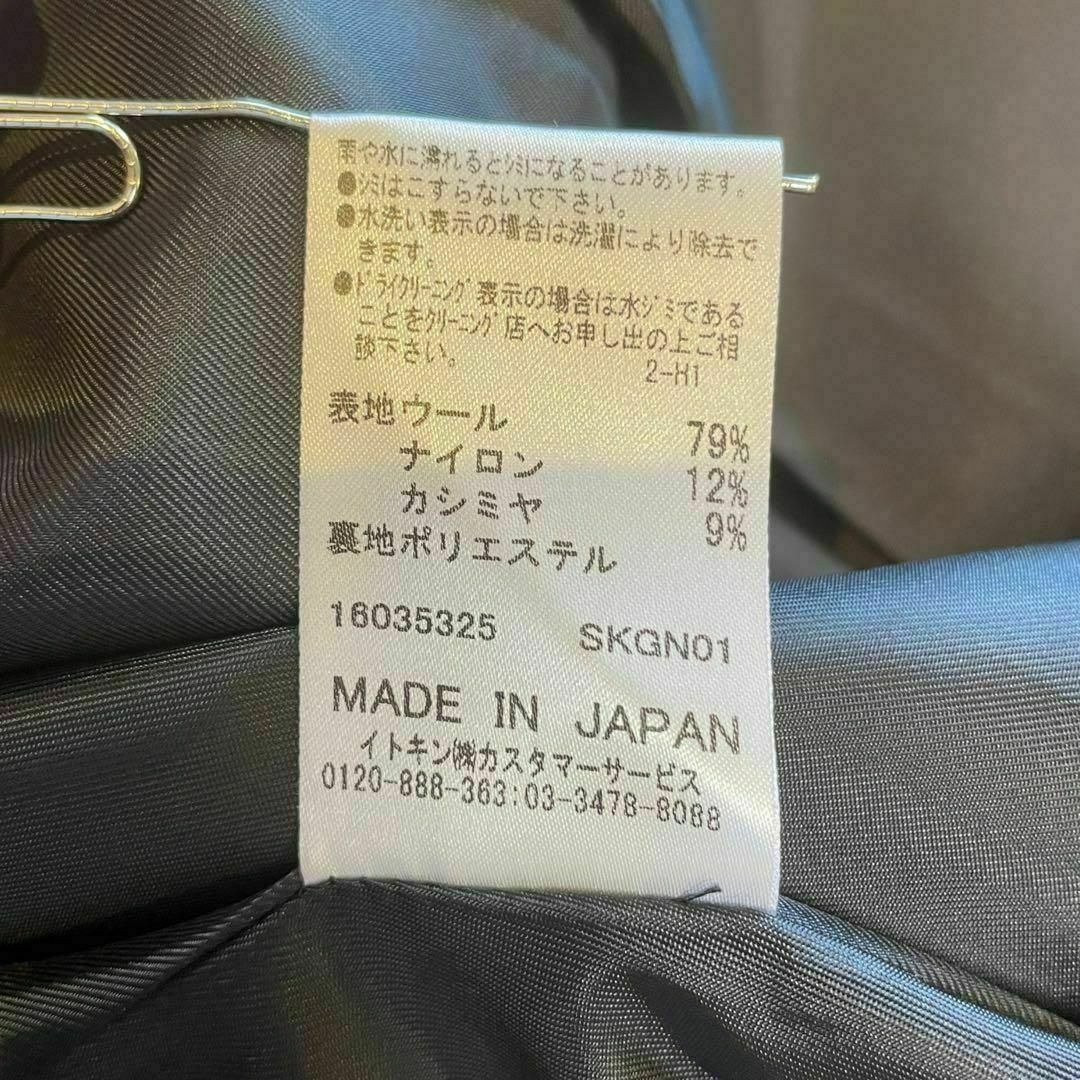 雨や水に濡れるとシミになることがあります。
●シミはこすらないで下さい。
●水洗い表示の場合は洗濯により除去で
きます。
●ドライクリーニング表示の場合は水ジミである
ことをクリーニング店へお申し出の上ご相
談下さい。
2-H1
表地ウール 79%
ナイロン 12%
カシミヤ 9%
裏地ポリエステル
16035325 SKGN01
MADE IN JAPAN
イトキン㈱カスタマーサービス
0120-888-363:03-3478-8088